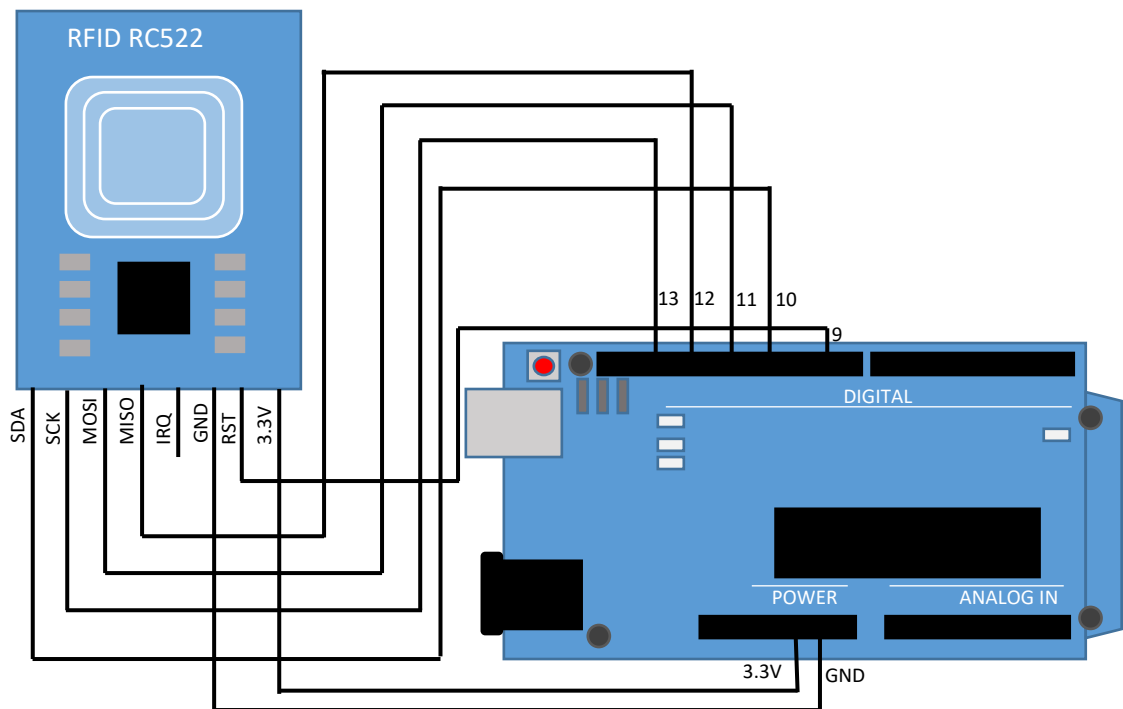 RFID RC522
13
12
11
10
9
DIGITAL
SDA
SCK
MOSI
MISO
IRQ
GND
RST
3.3V
POWER
ANALOG IN
3.3V
GND